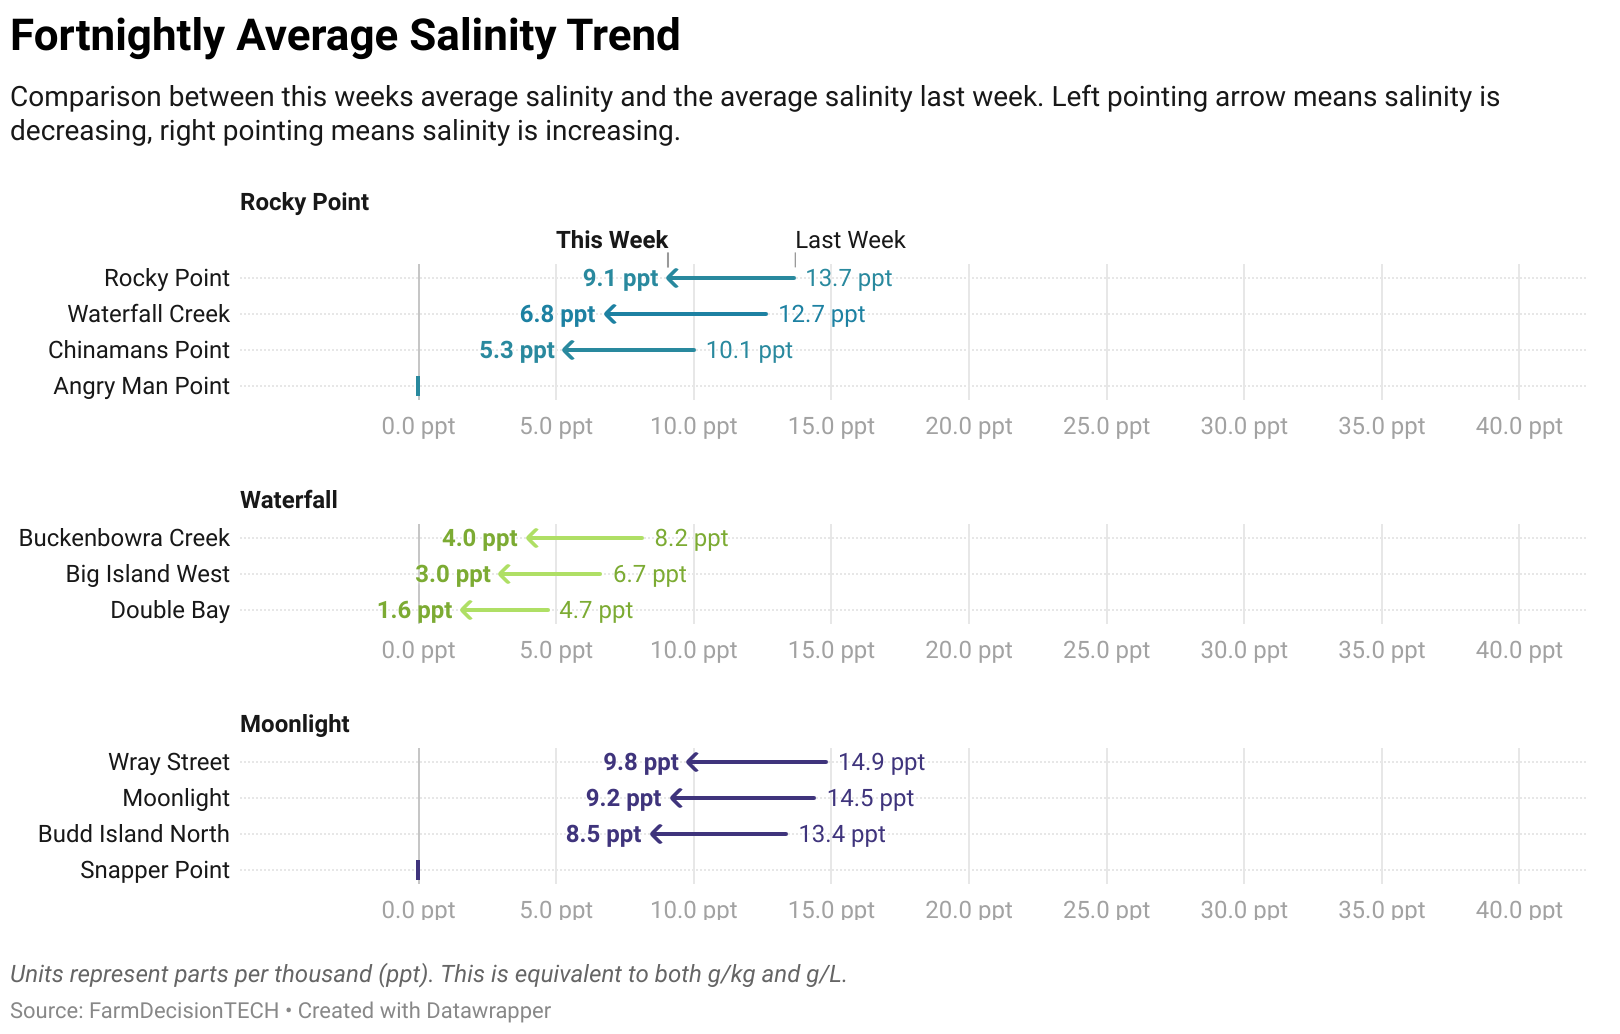 Fortnightly Average Salinity Trend
Comparison between this weeks average salinity and the average salinity last week. Left pointing arrow means salinity is
decreasing, right pointing means salinity is increasing.
Rocky Point
This Week Last Week
Rocky Point 9.1 ppt 13.7 ppt
Waterfall Creek 6.8 ppt 12.7 ppt
Chinamans Point 5.3 ppt 10.1 ppt
Angry Man Point
0.0 ppt 5.0 ppt 10.0 ppt 15.0 ppt 20.0 ppt 25.0 ppt 30.0 ppt 35.0 ppt 40.0 ppt
Waterfall
Buckenbowra Creek 4.0 ppt 8.2 ppt
Big Island West 3.0 ppt 6.7 ppt
Double Bay 1.6 ppt 4.7 ppt
0.0 ppt 5.0 ppt 10.0 ppt 15.0 ppt 20.0 ppt 25.0 ppt 30.0 ppt 35.0 ppt 40.0 ppt
Moonlight
Wray Street 9.8 ppt 14.9 ppt
Moonlight 9.2 ppt 14.5 ppt
Budd Island North 8.5 ppt 13.4 ppt
Snapper Point
0.0 ppt 5.0 ppt 10.0 ppt 15.0 ppt 20.0 ppt 25.0 ppt 30.0 ppt 35.0 ppt 40.0 ppt
Units represent parts per thousand (ppt). This is equivalent to both g/kg and g/L.
Source: FarmDecisionTECH • Created with Datawrapper